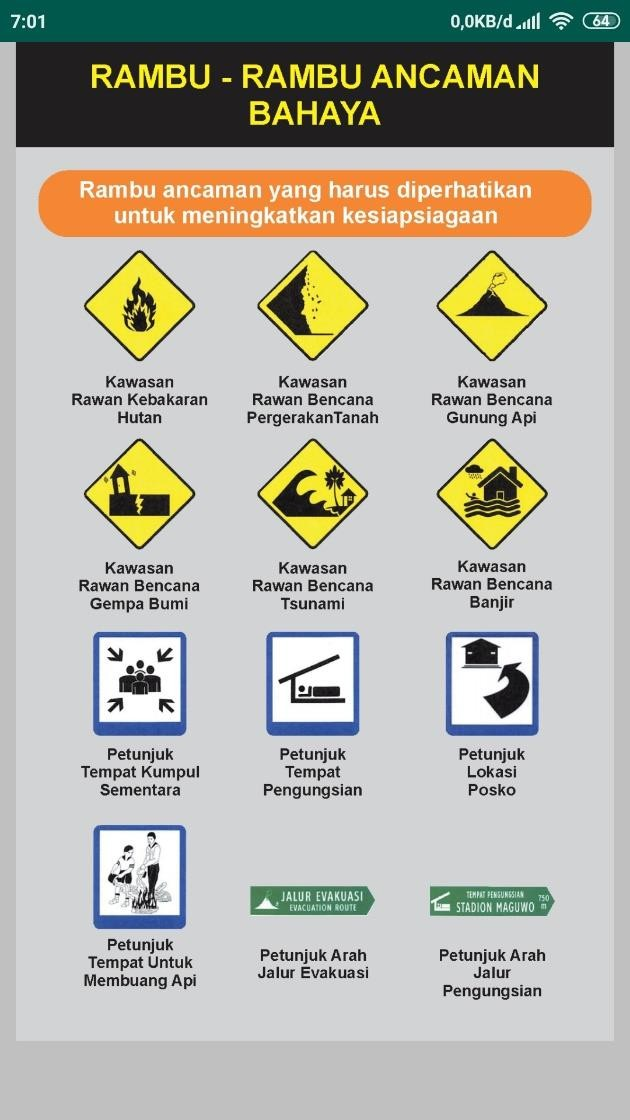 7:01
0,0KB/d
64
RAMBU - RAMBU ANCAMAN
BAHAYA
Rambu ancaman yang harus diperhatikan
untuk meningkatkan kesiapsiagaan
Kawasan
Rawan Kebakaran
Hutan
Kawasan
Rawan Bencana
PergerakanTanah
Kawasan
Rawan Bencana
Gunung Api
Kawasan
Rawan Bencana
Gempa Bumi
Kawasan
Rawan Bencana
Tsunami
Kawasan
Rawan Bencana
Banjir
Petunjuk
Tempat Kumpul
Sementara
Petunjuk
Tempat
Pengungsian
Petunjuk
Lokasi
Posko
Petunjuk
Tempat Untuk
Membuang Api
JALUR EVAKUASI
EVACUATION ROUTE
Petunjuk Arah
Jalur Evakuasi
TEMPAT PENGUNGSIAN
STADION MAGUWO
750
m
Petunjuk Arah
Jalur
Pengungsian